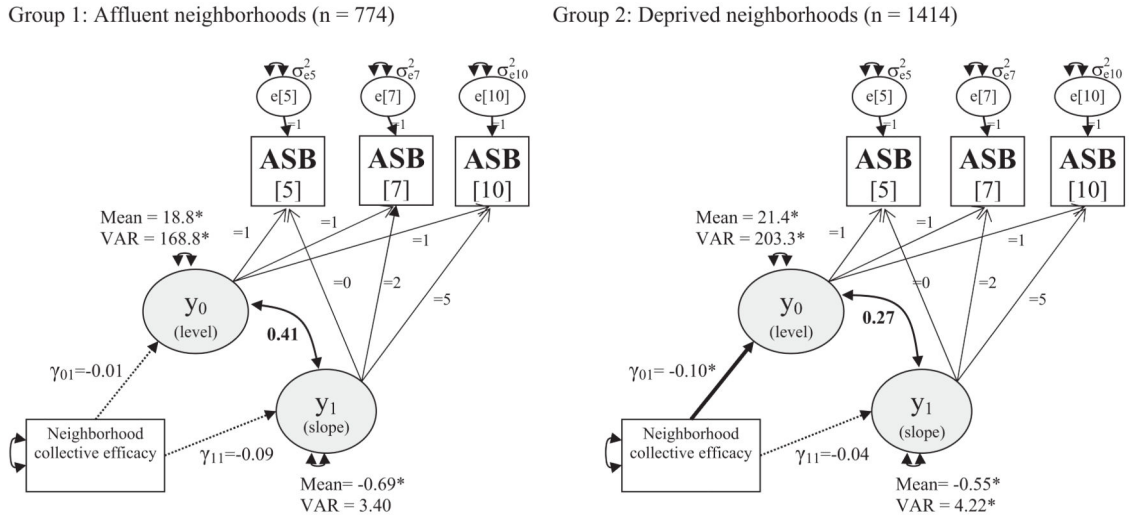 Group 1: Affluent neighborhoods (n = 774)
σ²e5
σ²e7
σ²e10
e[5]
e[7]
e[10]
=1
=1
=1
ASB
[5]
ASB
[7]
ASB
[10]
Mean = 18.8*
VAR = 168.8*
=1
=1
=1
=0
=2
=5
y₀
(level)
0.41
γ₀₁=-0.01
y₁
(slope)
Neighborhood
collective efficacy
γ₁₁=-0.09
Mean= -0.69*
VAR = 3.40
Group 2: Deprived neighborhoods (n = 1414)
σ²e5
σ²e7
σ²e10
e[5]
e[7]
e[10]
=1
=1
=1
ASB
[5]
ASB
[7]
ASB
[10]
Mean = 21.4*
VAR = 203.3*
=1
=1
=1
=0
=2
=5
y₀
(level)
0.27
γ₀₁= -0.10*
y₁
(slope)
Neighborhood
collective efficacy
γ₁₁=-0.04
Mean= -0.55*
VAR = 4.22*